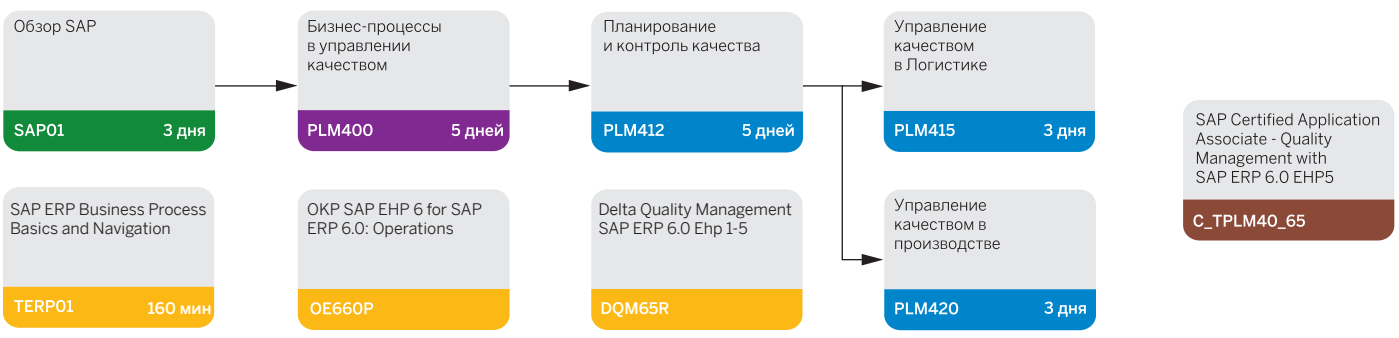 Обзор SAP
SAP01 3 дня
Бизнес-процессы
в управлении
качеством
PLM400 5 дней
Планирование
и контроль качества
PLM412 5 дней
Управление
качеством
в Логистике
PLM415 3 дня
SAP Certified Application
Associate - Quality
Management with
SAP ERP 6.0 EHP5
C_TPLM40_65
SAP ERP Business Process
Basics and Navigation
TERP01 160 мин
OKP SAP EHP 6 for SAP
ERP 6.0: Operations
OE660P
Delta Quality Management
SAP ERP 6.0 Ehp 1-5
DQM65R
Управление
качеством в
производстве
PLM420 3 дня